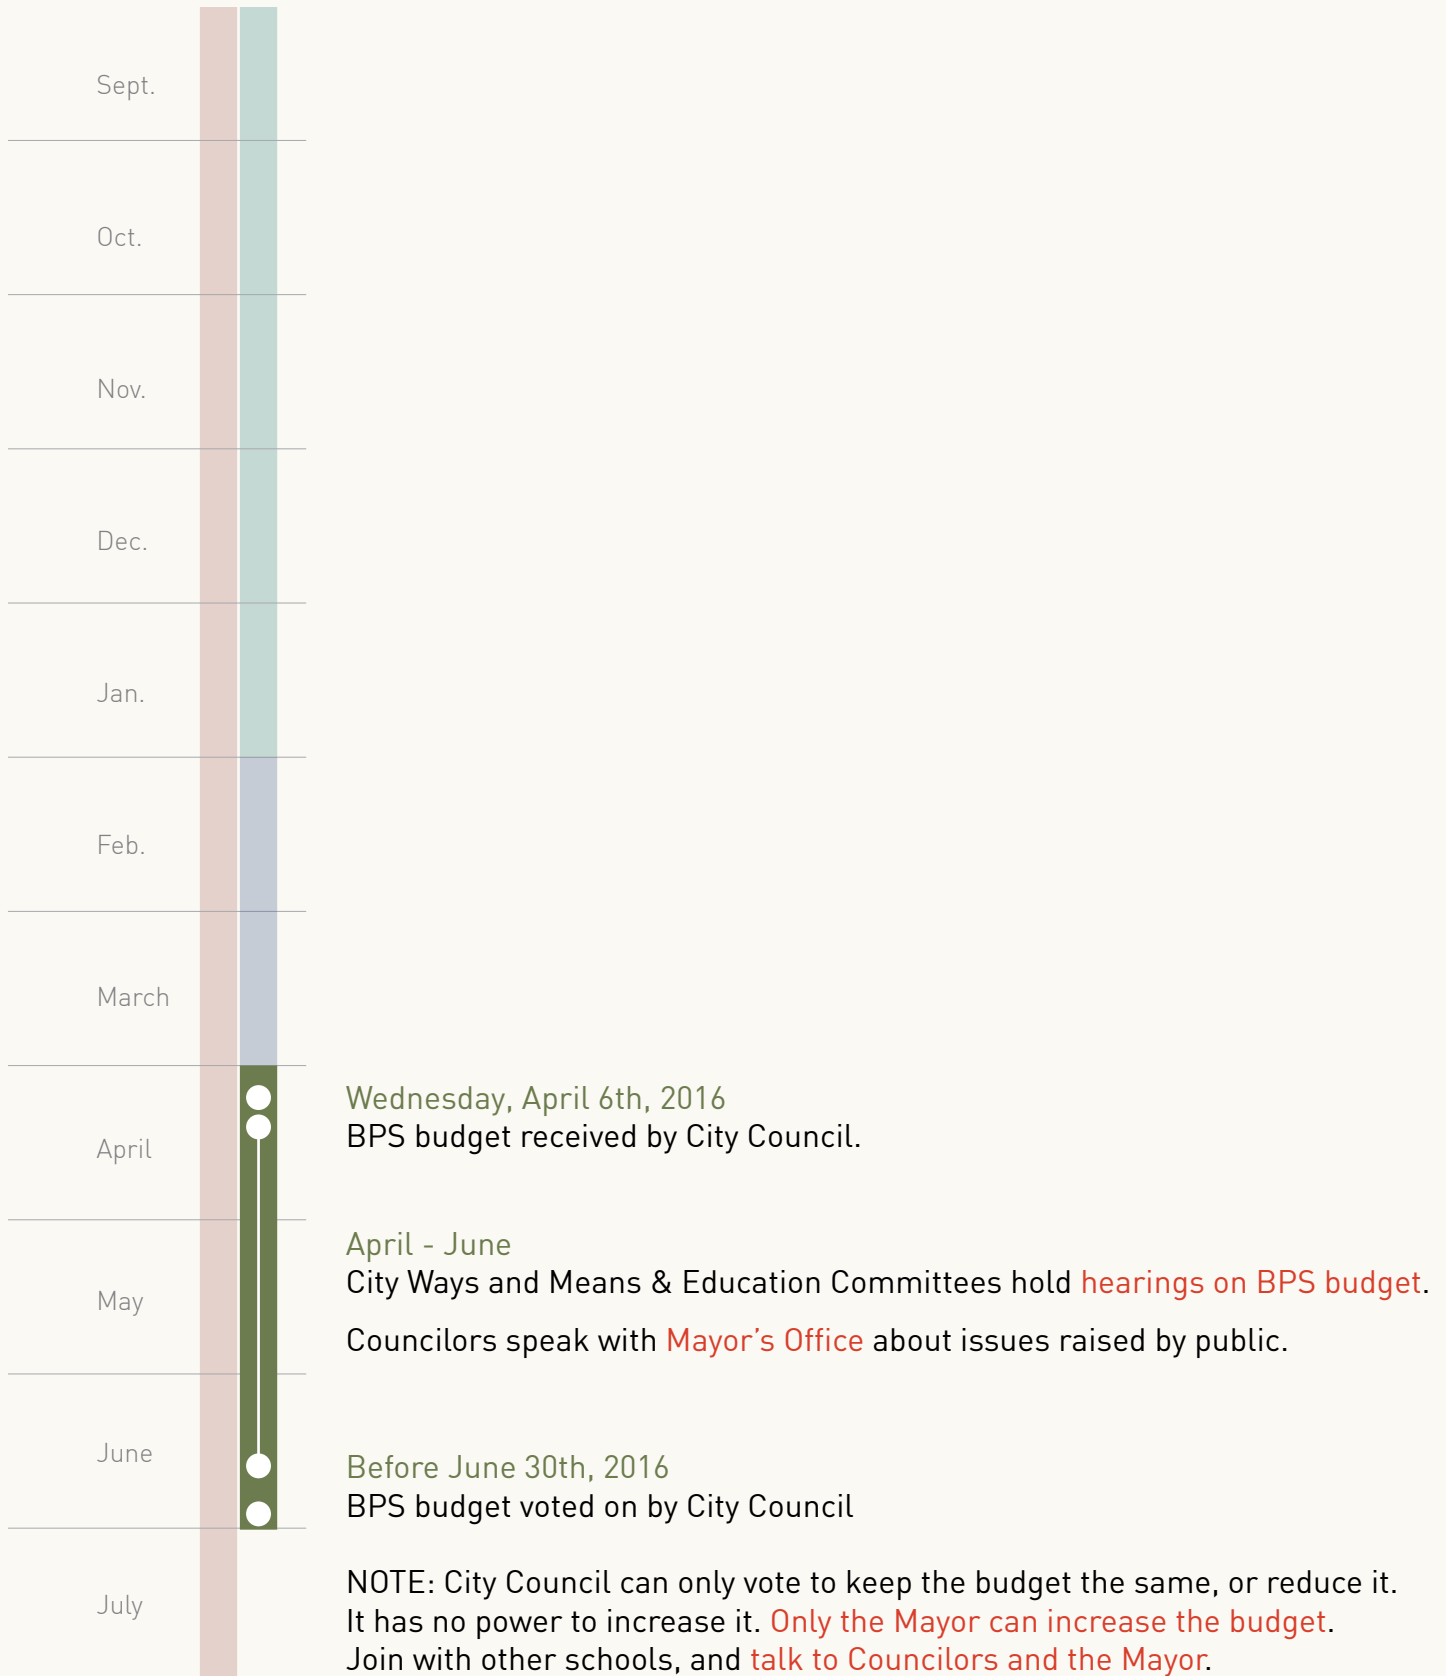 Sept.
Oct.
Nov.
Dec.
Jan.
Feb.
March
Wednesday, April 6th, 2016
BPS budget received by City Council.
April
April - June
City Ways and Means & Education Committees hold hearings on BPS budget.
May
Councilors speak with Mayor’s Office about issues raised by public.
June
Before June 30th, 2016
BPS budget voted on by City Council
NOTE: City Council can only vote to keep the budget the same, or reduce it.
July
It has no power to increase it. Only the Mayor can increase the budget.
Join with other schools, and talk to Councilors and the Mayor.